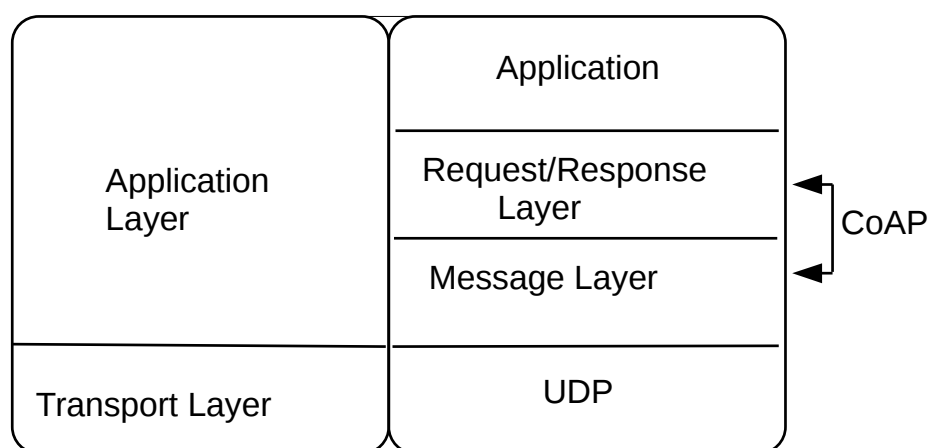 Application
Layer
Transport Layer
Application
Request/Response
Layer
Message Layer
UDP
CoAP